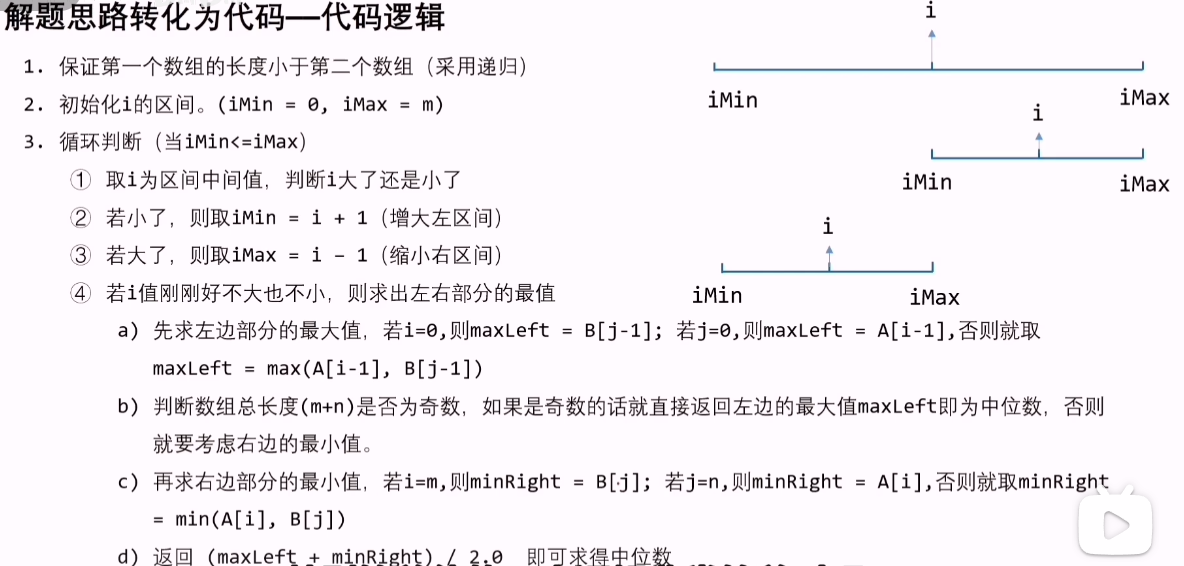 解题思路转化为代码——代码逻辑
i
1. 保证第一个数组的长度小于第二个数组（采用递归）
iMin
iMax
2. 初始化i的区间。(iMin = 0, iMax = m)
i
3. 循环判断（当iMin<=iMax）
① 取i为区间中间值，判断i大了还是小了
iMin
iMax
② 若小了，则取iMin = i + 1（增大左区间）
i
③ 若大了，则取iMax = i - 1（缩小右区间）
④ 若i值刚刚好不大也不小，则求出左右部分的最值
iMin
iMax
a) 先求左边部分的最大值，若i=0,则maxLeft = B[j-1]; 若j=0,则maxLeft = A[i-1],否则就取
maxLeft = max(A[i-1], B[j-1])
b) 判断数组总长度(m+n)是否为奇数，如果是奇数的话就直接返回左边的最大值maxLeft即为中位数，否则
就要考虑右边的最小值。
c) 再求右边部分的最小值，若i=m,则minRight = B[j]; 若j=n,则minRight = A[i],否则就取minRight
= min(A[i], B[j])
d) 返回 (maxLeft + minRight) / 2.0 即可求得中位数